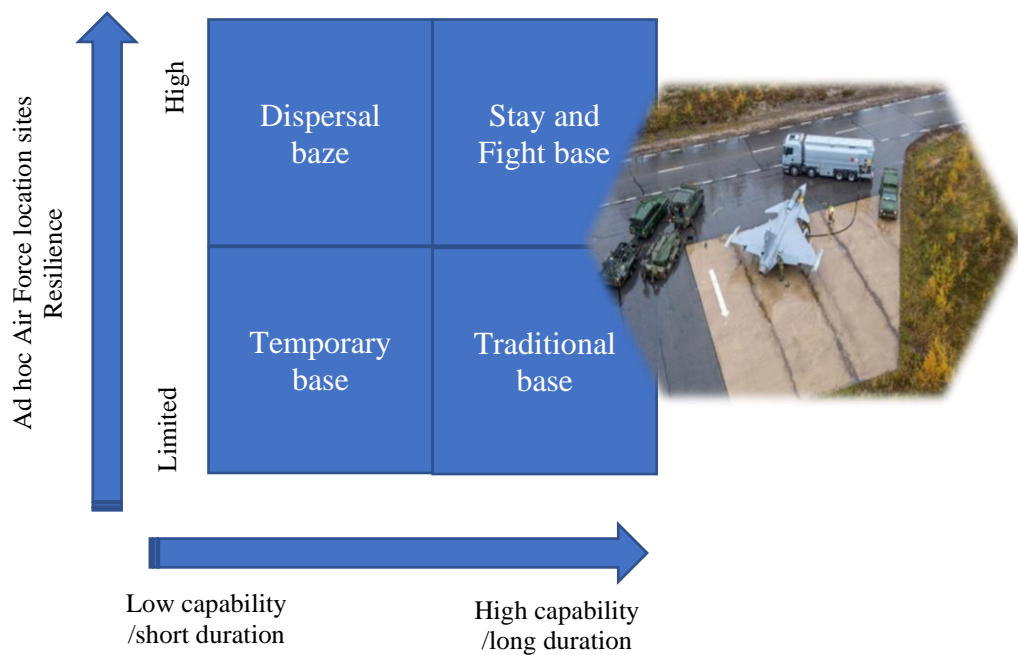 Ad hoc Air Force location sites
Resilience
High
Limited
Dispersal
baze
Stay and
Fight base
Temporary
base
Traditional
base
Low capability
/short duration
High capability
/long duration